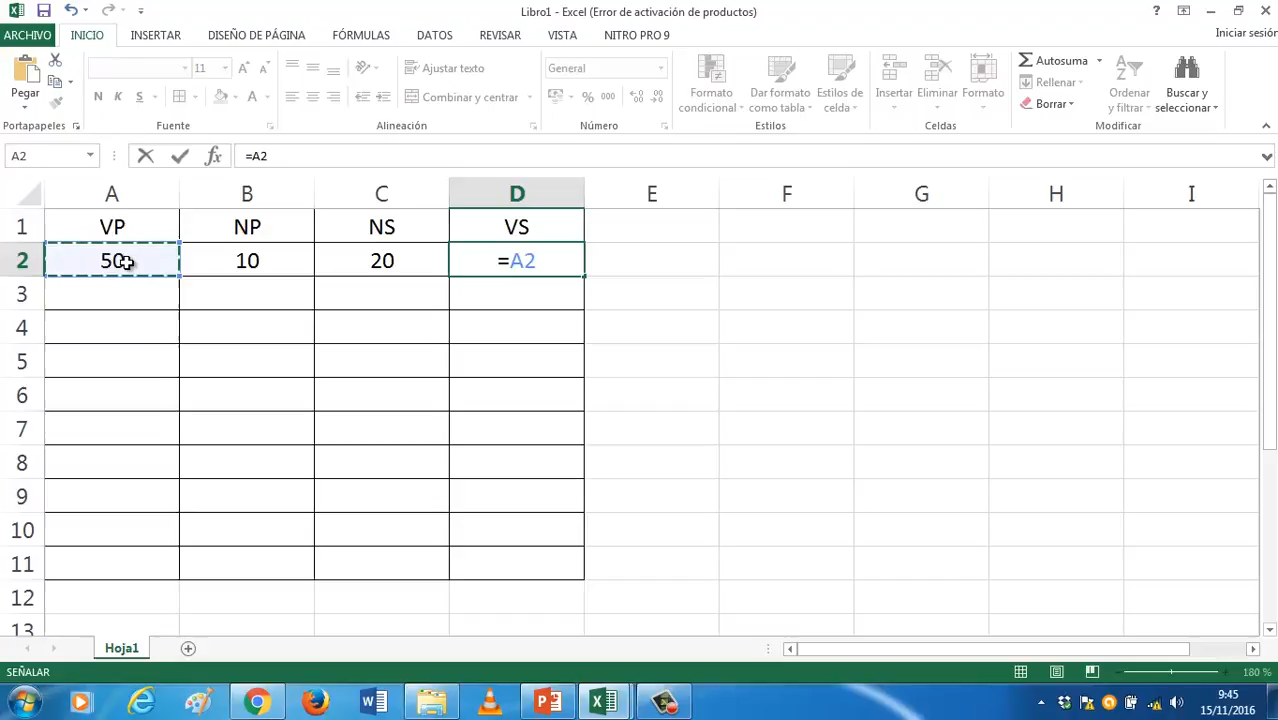 Libro1 - Excel (Error de activación de productos)
ARCHIVO INICIO INSERTAR DISEÑO DE PÁGINA FÓRMULAS DATOS REVISAR VISTA NITRO PRO 9 Iniciar sesión
11 A A Ajustar texto General Autosuma
Pegar N K S A Combinar y centrar % 000 Formato condicional Dar formato como tabla Estilos de celda Insertar Eliminar Formato Rellenar Borrar Ordenar y filtrar Buscar y seleccionar
Portapapeles Fuente Alineación Número Estilos Celdas Modificar
A2 fx =A2
A B C D E F G H I
1 VP NP NS VS
2 50 10 20 =A2
3
4
5
6
7
8
9
10
11
12
13
Hoja1
SEÑALAR 180 %
9:45
15/11/2016